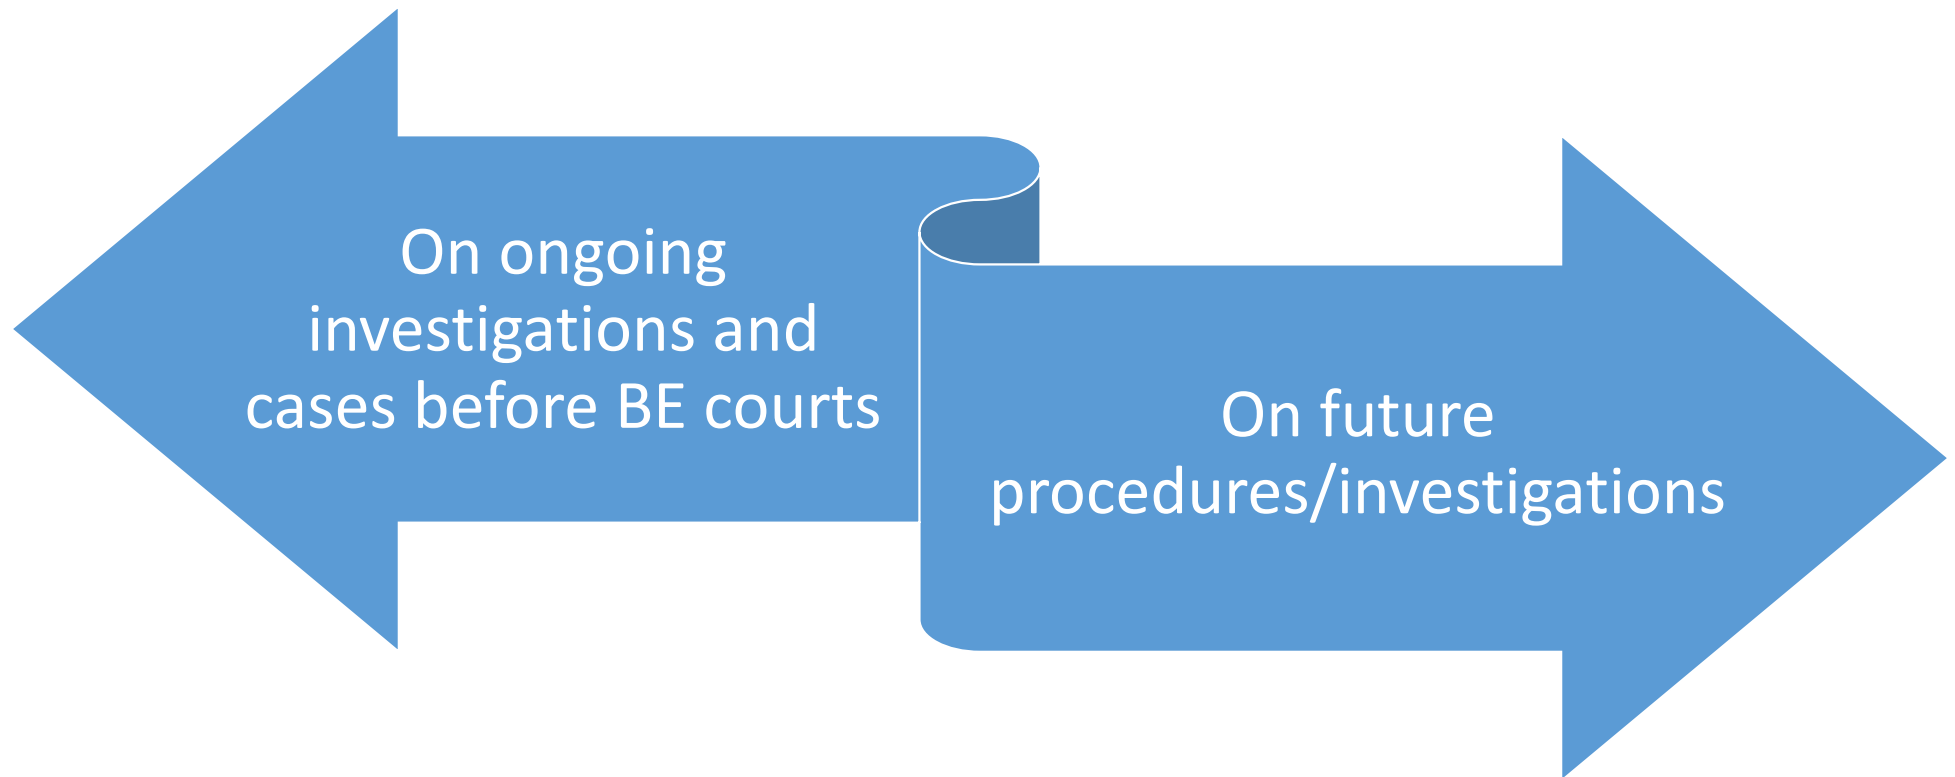 On ongoing
investigations and
cases before BE courts
On future
procedures/investigations